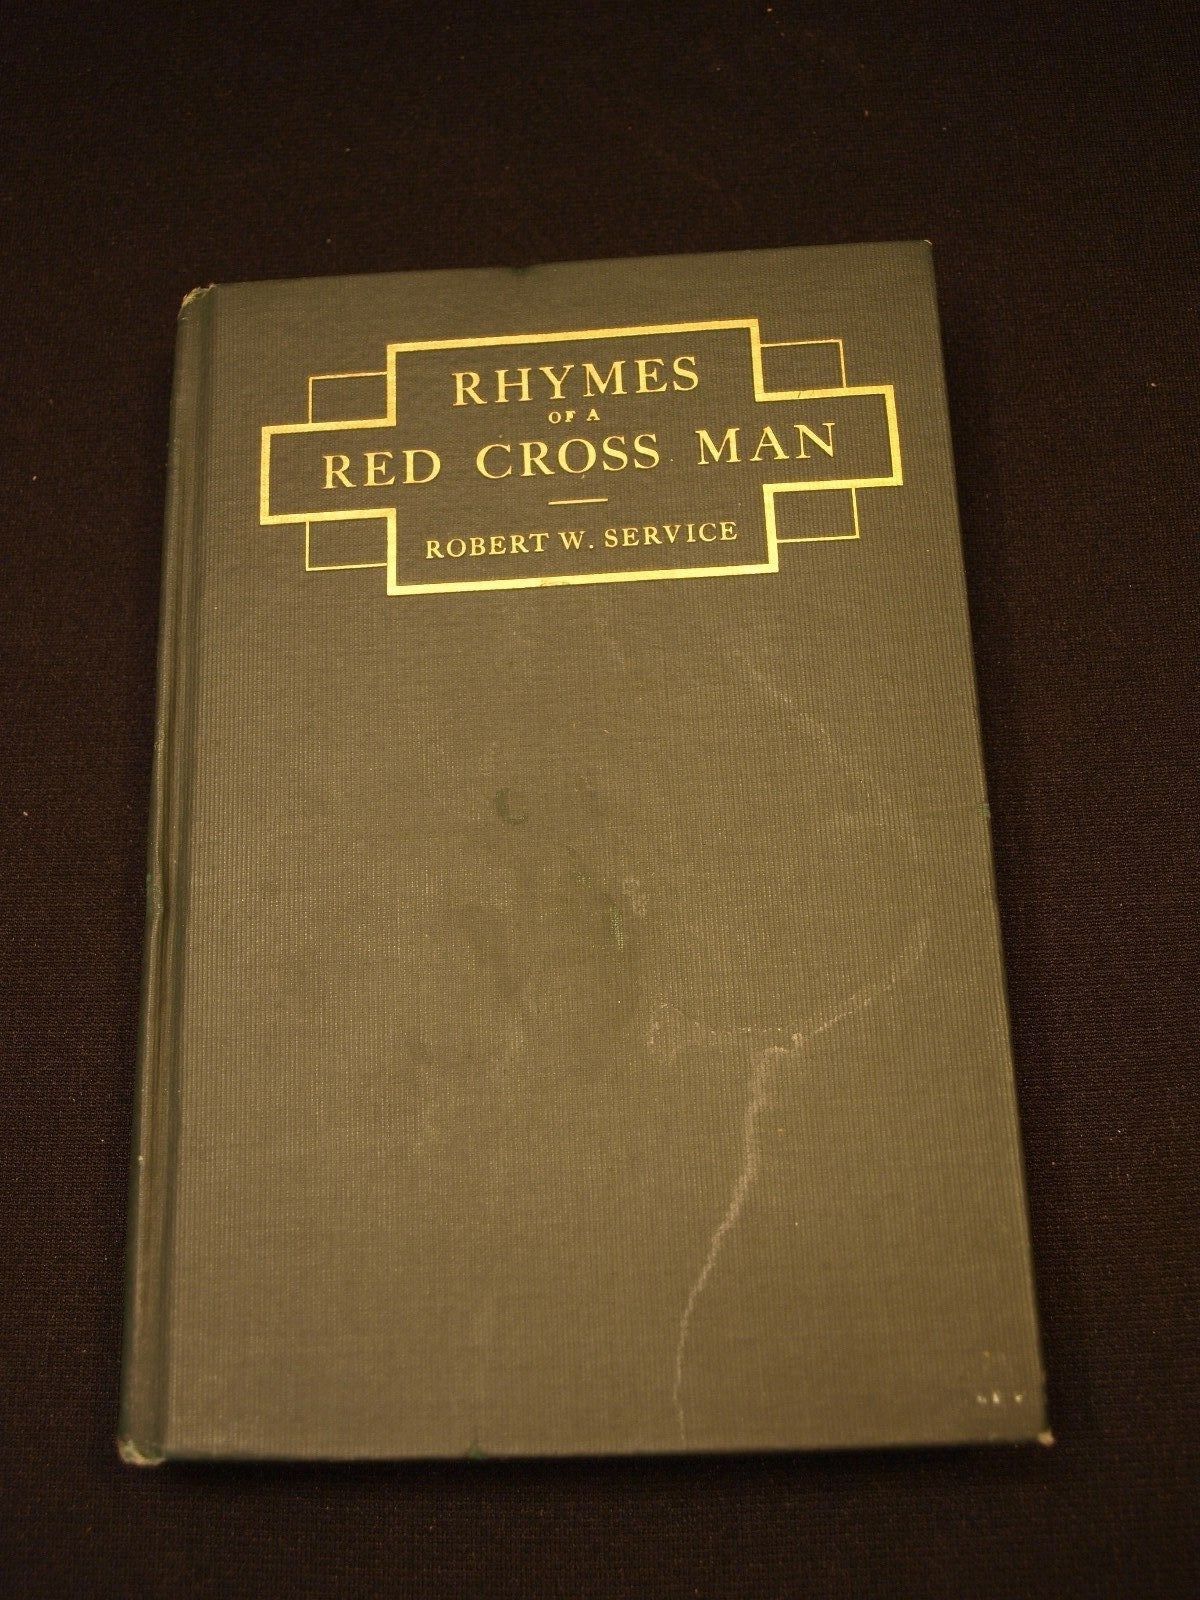 RHYMES
OF A
RED CROSS MAN
ROBERT W. SERVICE